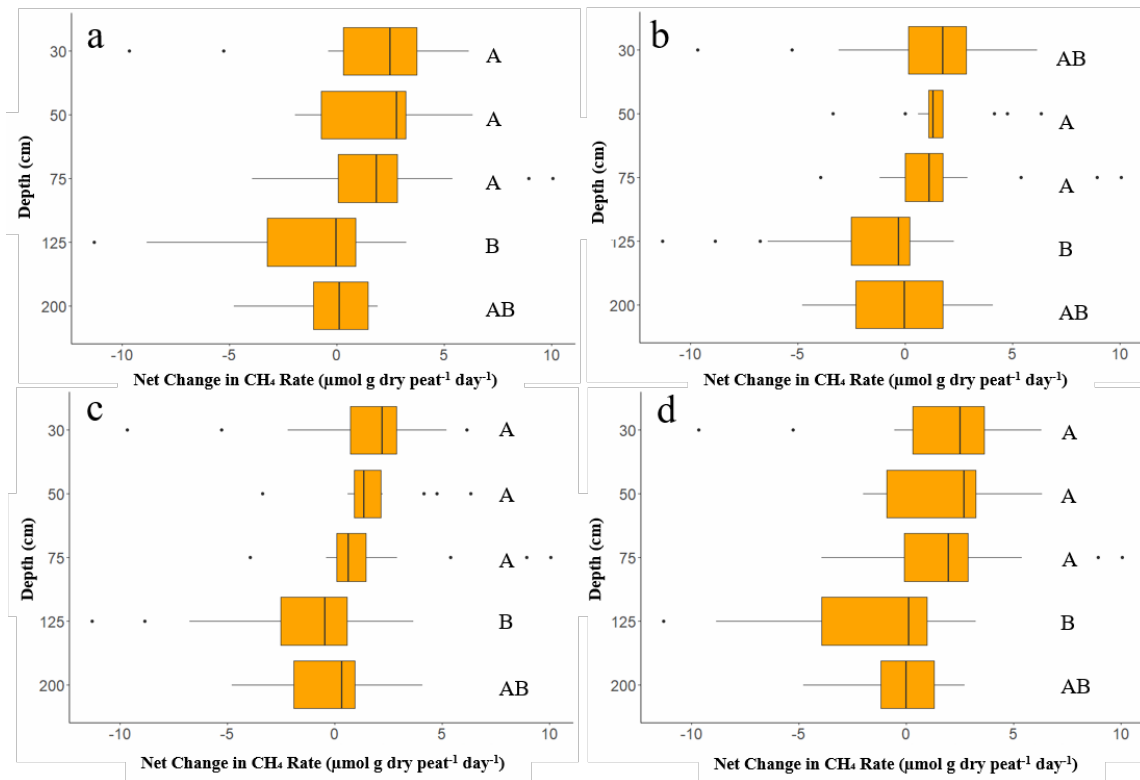 a
30 A
50 A
75 A
125 B
200 AB
Depth (cm)
-10 -5 0 5 10
Net Change in CH₄ Rate (µmol g dry peat⁻¹ day⁻¹)
b
30 AB
50 A
75 A
125 B
200 AB
Depth (cm)
-10 -5 0 5 10
Net Change in CH₄ Rate (µmol g dry peat⁻¹ day⁻¹)
c
30 A
50 A
75 A
125 B
200 AB
Depth (cm)
-10 -5 0 5 10
Net Change in CH₄ Rate (µmol g dry peat⁻¹ day⁻¹)
d
30 A
50 A
75 A
125 B
200 AB
Depth (cm)
-10 -5 0 5 10
Net Change in CH₄ Rate (µmol g dry peat⁻¹ day⁻¹)